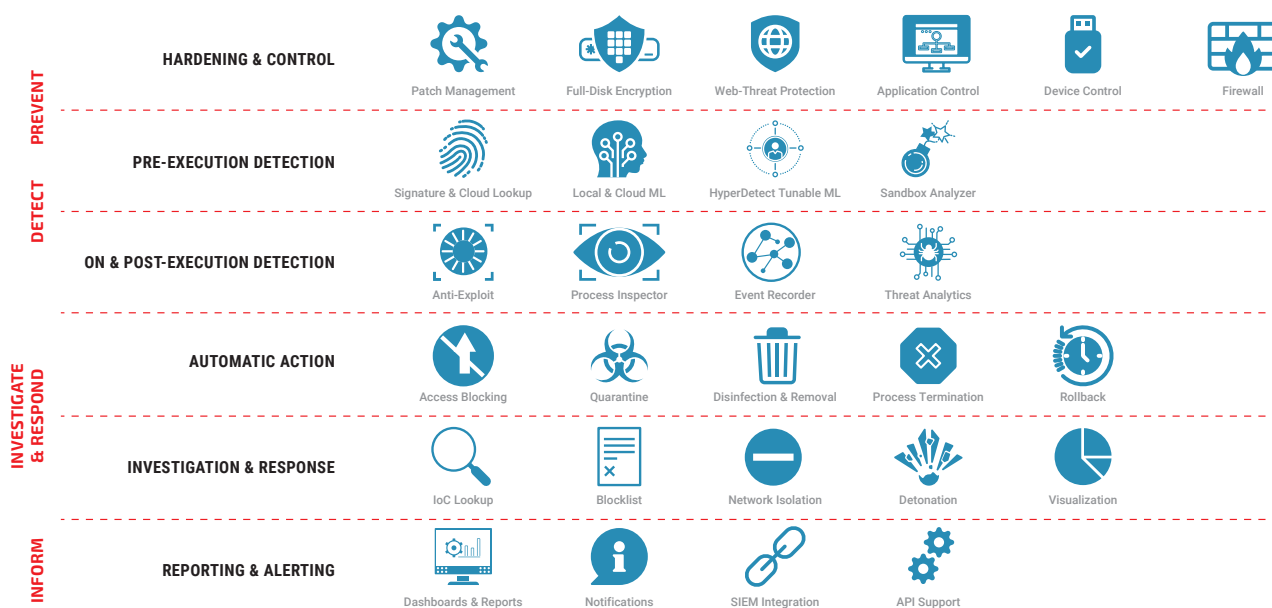 PREVENT
HARDENING & CONTROL
Patch Management
Full-Disk Encryption
Web-Threat Protection
Application Control
Device Control
Firewall
PRE-EXECUTION DETECTION
Signature & Cloud Lookup
Local & Cloud ML
HyperDetect Tunable ML
Sandbox Analyzer
DETECT
ON & POST-EXECUTION DETECTION
Anti-Exploit
Process Inspector
Event Recorder
Threat Analytics
INVESTIGATE
& RESPOND
AUTOMATIC ACTION
Access Blocking
Quarantine
Disinfection & Removal
Process Termination
Rollback
INVESTIGATION & RESPONSE
IoC Lookup
Blocklist
Network Isolation
Detonation
Visualization
INFORM
REPORTING & ALERTING
Dashboards & Reports
Notifications
SIEM Integration
API Support